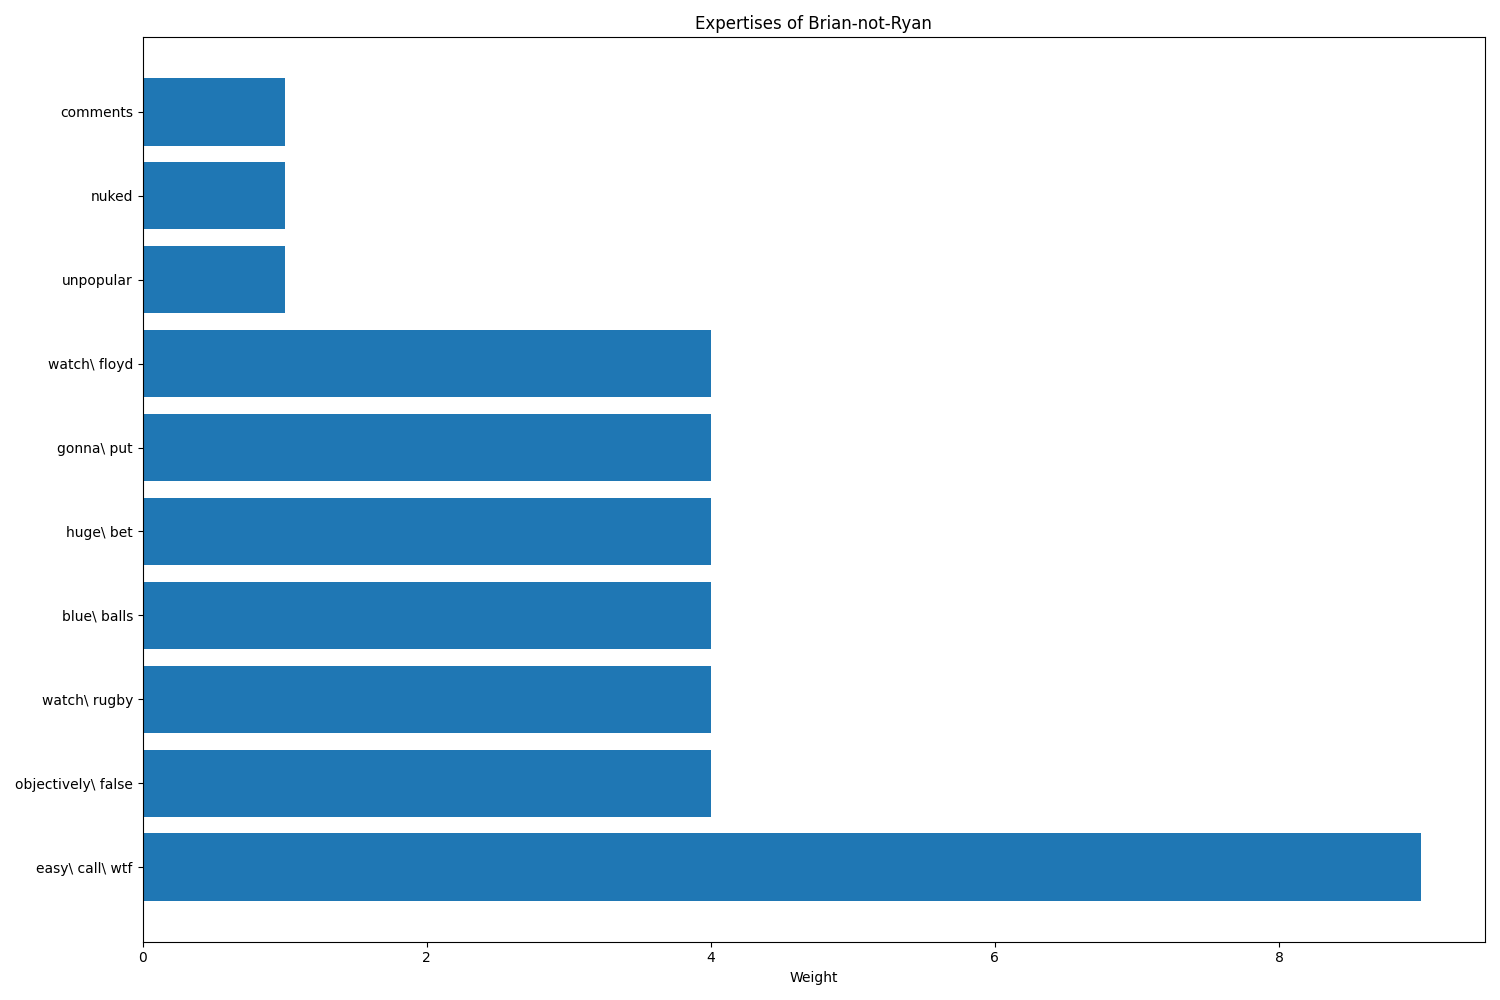 Expertises of Brian-not-Ryan
comments
nuked
unpopular
watch\ floyd
gonna\ put
huge\ bet
blue\ balls
watch\ rugby
objectively\ false
easy\ call\ wtf
0 2 4 6 8
Weight